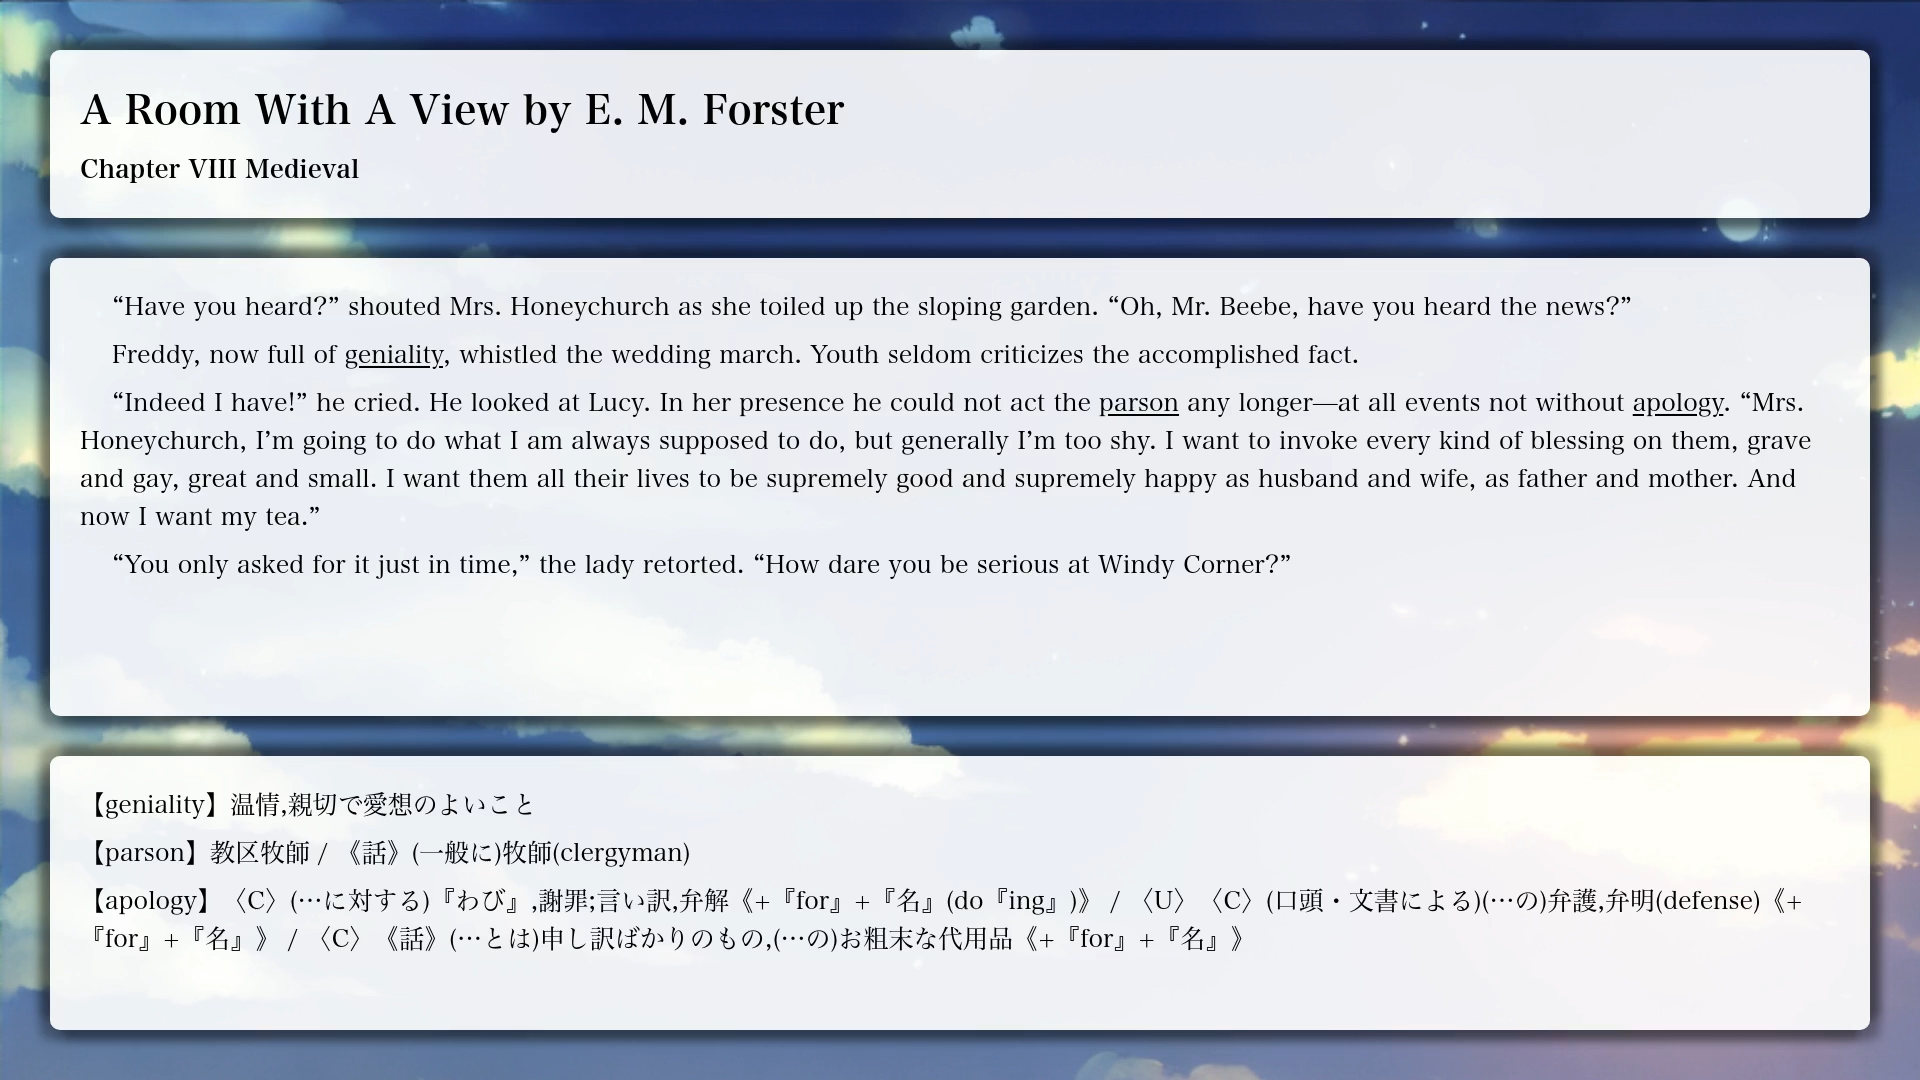 A Room With A View by E. M. Forster
Chapter VIII Medieval
“Have you heard?” shouted Mrs. Honeychurch as she toiled up the sloping garden. “Oh, Mr. Beebe, have you heard the news?”
Freddy, now full of geniality, whistled the wedding march. Youth seldom criticizes the accomplished fact.
“Indeed I have!” he cried. He looked at Lucy. In her presence he could not act the parson any longer—at all events not without apology. “Mrs.
Honeychurch, I’m going to do what I am always supposed to do, but generally I’m too shy. I want to invoke every kind of blessing on them, grave
and gay, great and small. I want them all their lives to be supremely good and supremely happy as husband and wife, as father and mother. And
now I want my tea.”
“You only asked for it just in time,” the lady retorted. “How dare you be serious at Windy Corner?”
【geniality】温情,親切で愛想のよいこと
【parson】教区牧師 / 《話》(一般に)牧師(clergyman)
【apology】〈C〉(…に対する)『わび』,謝罪;言い訳,弁解《+『for』+『名』(do『ing』)》 / 〈U〉〈C〉(口頭・文書による)(…の)弁護,弁明(defense)《+
『for』+『名』》 / 〈C〉《話》(…とは)申し訳ばかりのもの,(…の)お粗末な代用品《+『for』+『名』》